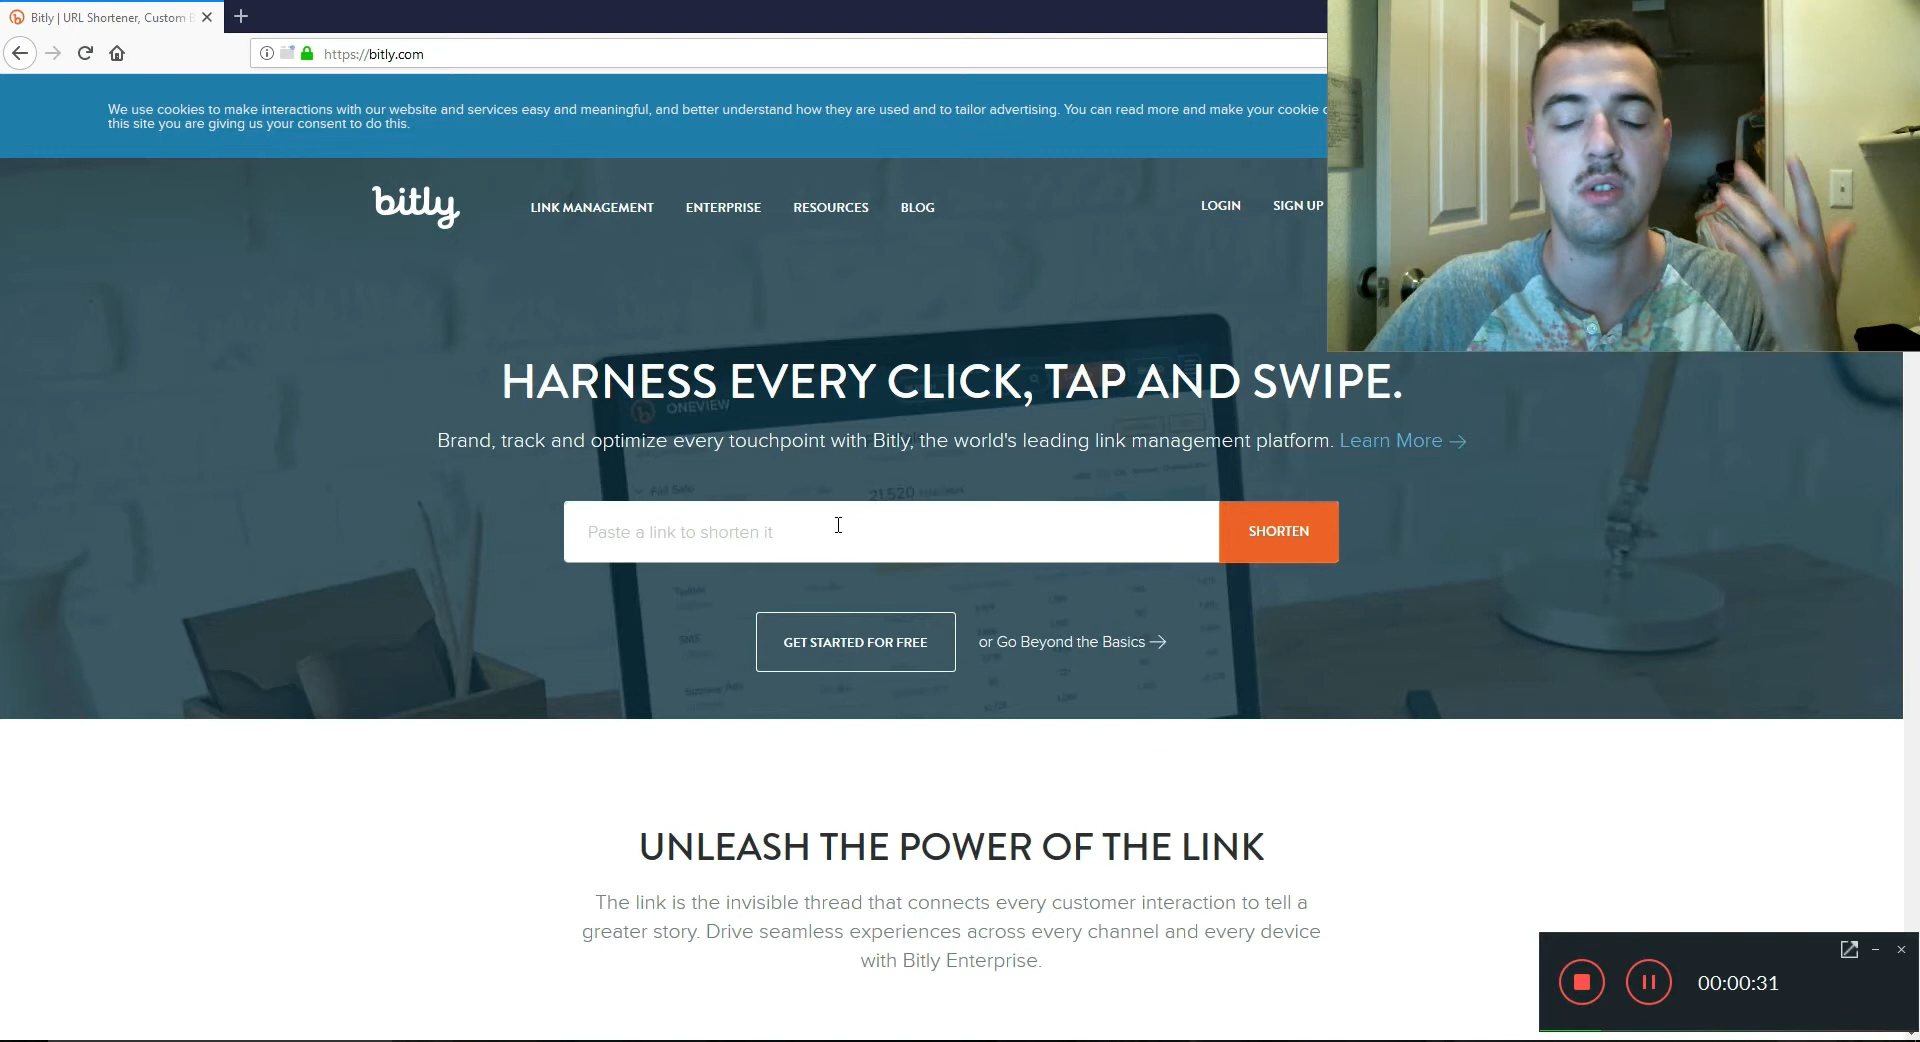 Bitly | URL Shortener, Custom
https://bitly.com
We use cookies to make interactions with our website and services easy and meaningful, and better understand how they are used and to tailor advertising. You can read more and make your cookie
this site you are giving us your consent to do this.
bitly
LINK MANAGEMENT
ENTERPRISE
RESOURCES
BLOG
LOGIN
SIGN UP
HARNESS EVERY CLICK, TAP AND SWIPE.
ONEVIEW
Brand, track and optimize every touchpoint with Bitly, the world's leading link management platform. Learn More
Fall Sale
21,520
Paste a link to shorten it
SHORTEN
GET STARTED FOR FREE
or Go Beyond the Basics
SMS
UNLEASH THE POWER OF THE LINK
The link is the invisible thread that connects every customer interaction to tell a
greater story. Drive seamless experiences across every channel and every device
with Bitly Enterprise.
00:00:31